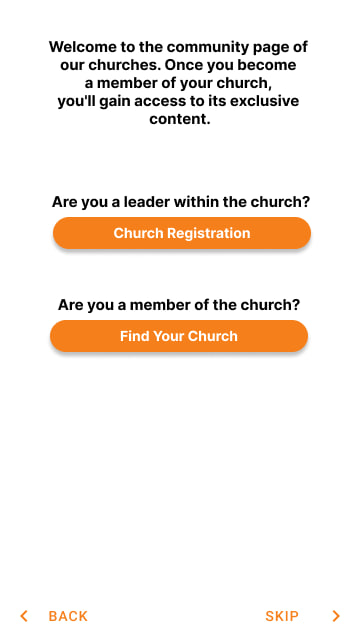 Welcome to the community page of
our churches. Once you become
a member of your church,
you'll gain access to its exclusive
content.
Are you a leader within the church?
Church Registration
Are you a member of the church?
Find Your Church
BACK
SKIP